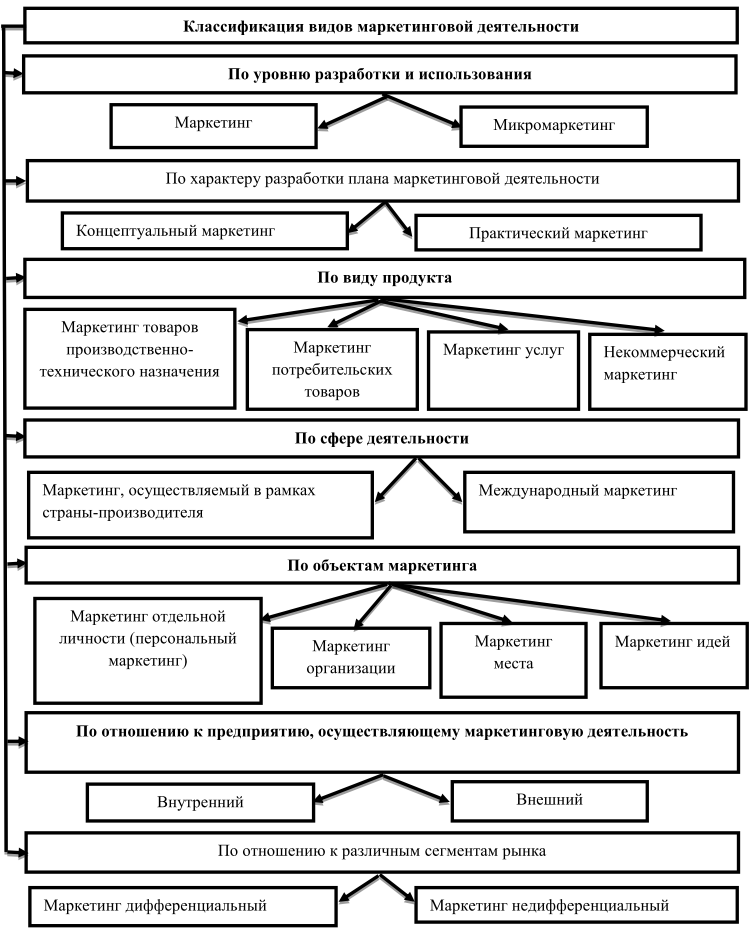 Классификация видов маркетинговой деятельности
По уровню разработки и использования
Маркетинг
Микромаркетинг
По характеру разработки плана маркетинговой деятельности
Концептуальный маркетинг
Практический маркетинг
По виду продукта
Маркетинг товаров
производственно-
технического назначения
Маркетинг
потребительских
товаров
Маркетинг услуг
Некоммерческий
маркетинг
По сфере деятельности
Маркетинг, осуществляемый в рамках
страны-производителя
Международный маркетинг
По объектам маркетинга
Маркетинг отдельной
личности (персональный
маркетинг)
Маркетинг
организации
Маркетинг
места
Маркетинг идей
По отношению к предприятию, осуществляющему маркетинговую деятельность
Внутренний
Внешний
По отношению к различным сегментам рынка
Маркетинг дифференциальный
Маркетинг недифференциальный